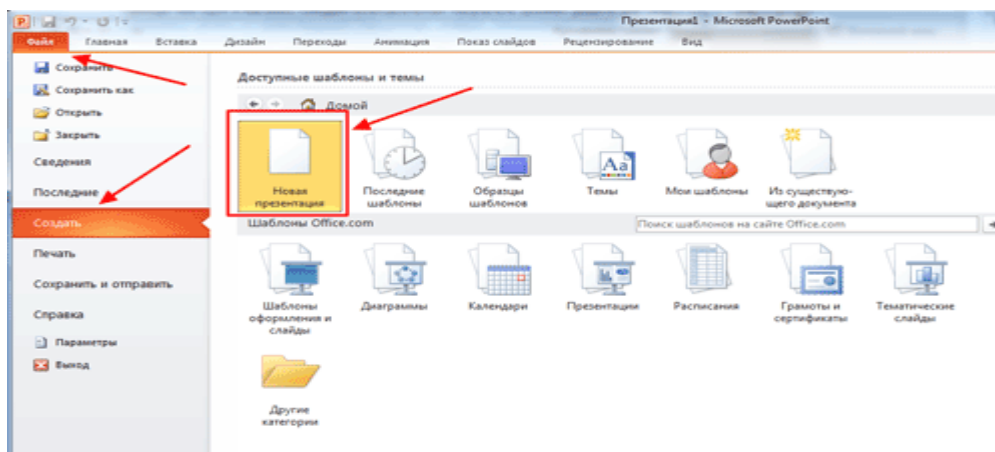 Презентация1 - Microsoft PowerPoint
Файл Главная Вставка Дизайн Переходы Анимация Показ слайдов Рецензирование Вид
Сохранить
Сохранить как
Открыть
Закрыть
Сведения
Последние
Создать
Печать
Сохранить и отправить
Справка
Параметры
Выход
Доступные шаблоны и темы
Домой
Новая
презентация
Последние
шаблоны
Образцы
шаблонов
Темы
Мои шаблоны
Из существую-
щего документа
Шаблоны Office.com
Поиск шаблонов на сайте Office.com
Шаблоны
оформления и
слайды
Диаграммы
Календари
Презентации
Расписания
Грамоты и
сертификаты
Тематические
слайды
Другие
категории